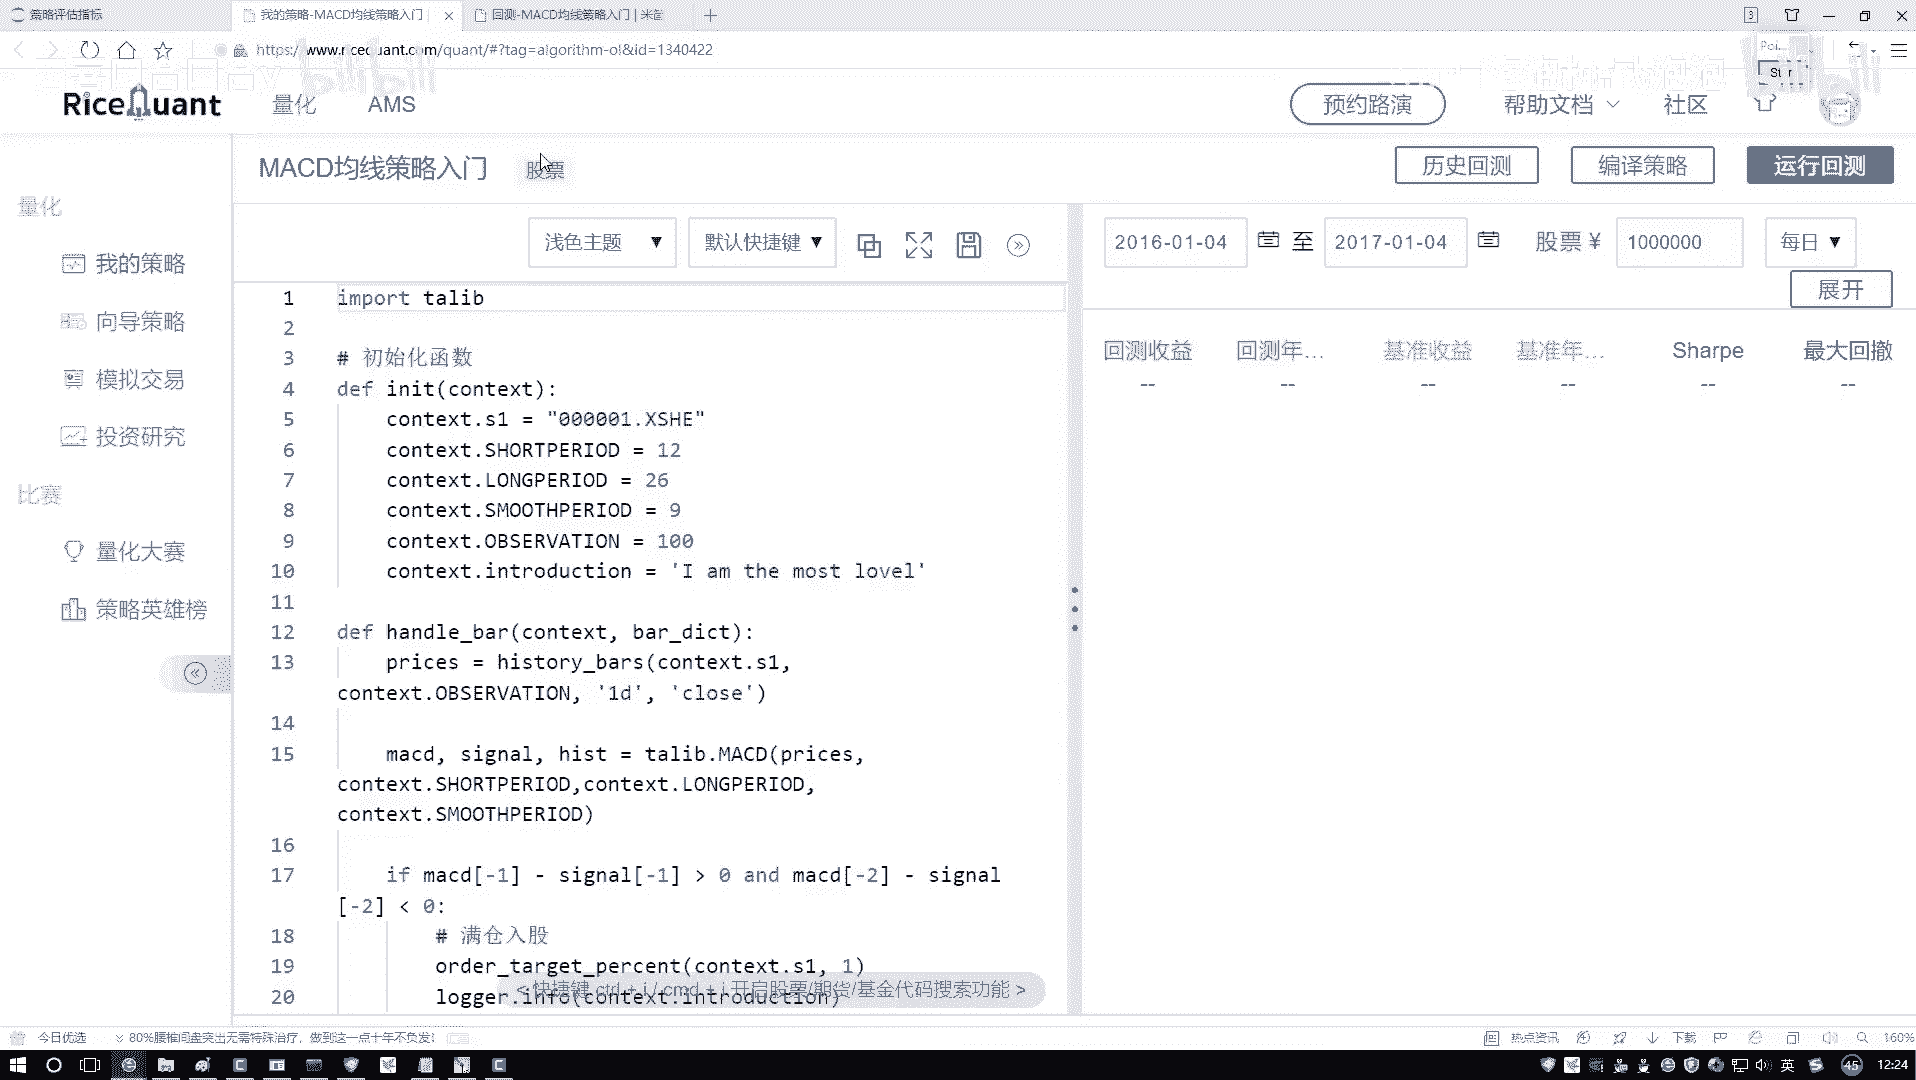 策略评估指标
我的策略-MACD均线策略入门
回测-MACD均线策略入门 | 米筐
3
https://www.ricequant.com/quant/#?tag=algorithm-ol&id=1340422
bilibili
RiceQuant
量化
AMS
预约路演
帮助文档
社区
MACD均线策略入门
股票
历史回测
编译策略
运行回测
量化
我的策略
向导策略
模拟交易
投资研究
比赛
量化大赛
策略英雄榜
浅色主题 ▼
默认快捷键 ▼
2016-01-04
至
2017-01-04
股票 ¥
1000000
每日 ▼
展开
回测收益
回测年...
基准收益
基准年...
Sharpe
最大回撤
-- -- -- -- -- --
1 import talib
2
3 # 初始化函数
4 def init(context):
5 context.s1 = "000001.XSHE"
6 context.SHORTPERIOD = 12
7 context.LONGPERIOD = 26
8 context.SMOOTHPERIOD = 9
9 context.OBSERVATION = 100
10 context.introduction = 'I am the most lovel'
11
12 def handle_bar(context, bar_dict):
13 prices = history_bars(context.s1,
context.OBSERVATION, '1d', 'close')
14
15 macd, signal, hist = talib.MACD(prices,
context.SHORTPERIOD,context.LONGPERIOD,
context.SMOOTHPERIOD)
16
17 if macd[-1] - signal[-1] > 0 and macd[-2] - signal
[-2] < 0:
18 # 满仓入股
19 order_target_percent(context.s1, 1)
20 logger.info(context.introduction)
< 快捷键 ctrl + i / cmd + i 开启股票/期货/基金代码搜索功能 >
今日优选
80%腰椎间盘突出无需特殊治疗，做到这一点十年不负发！
热点资讯
下载
160%
英
45
12:24